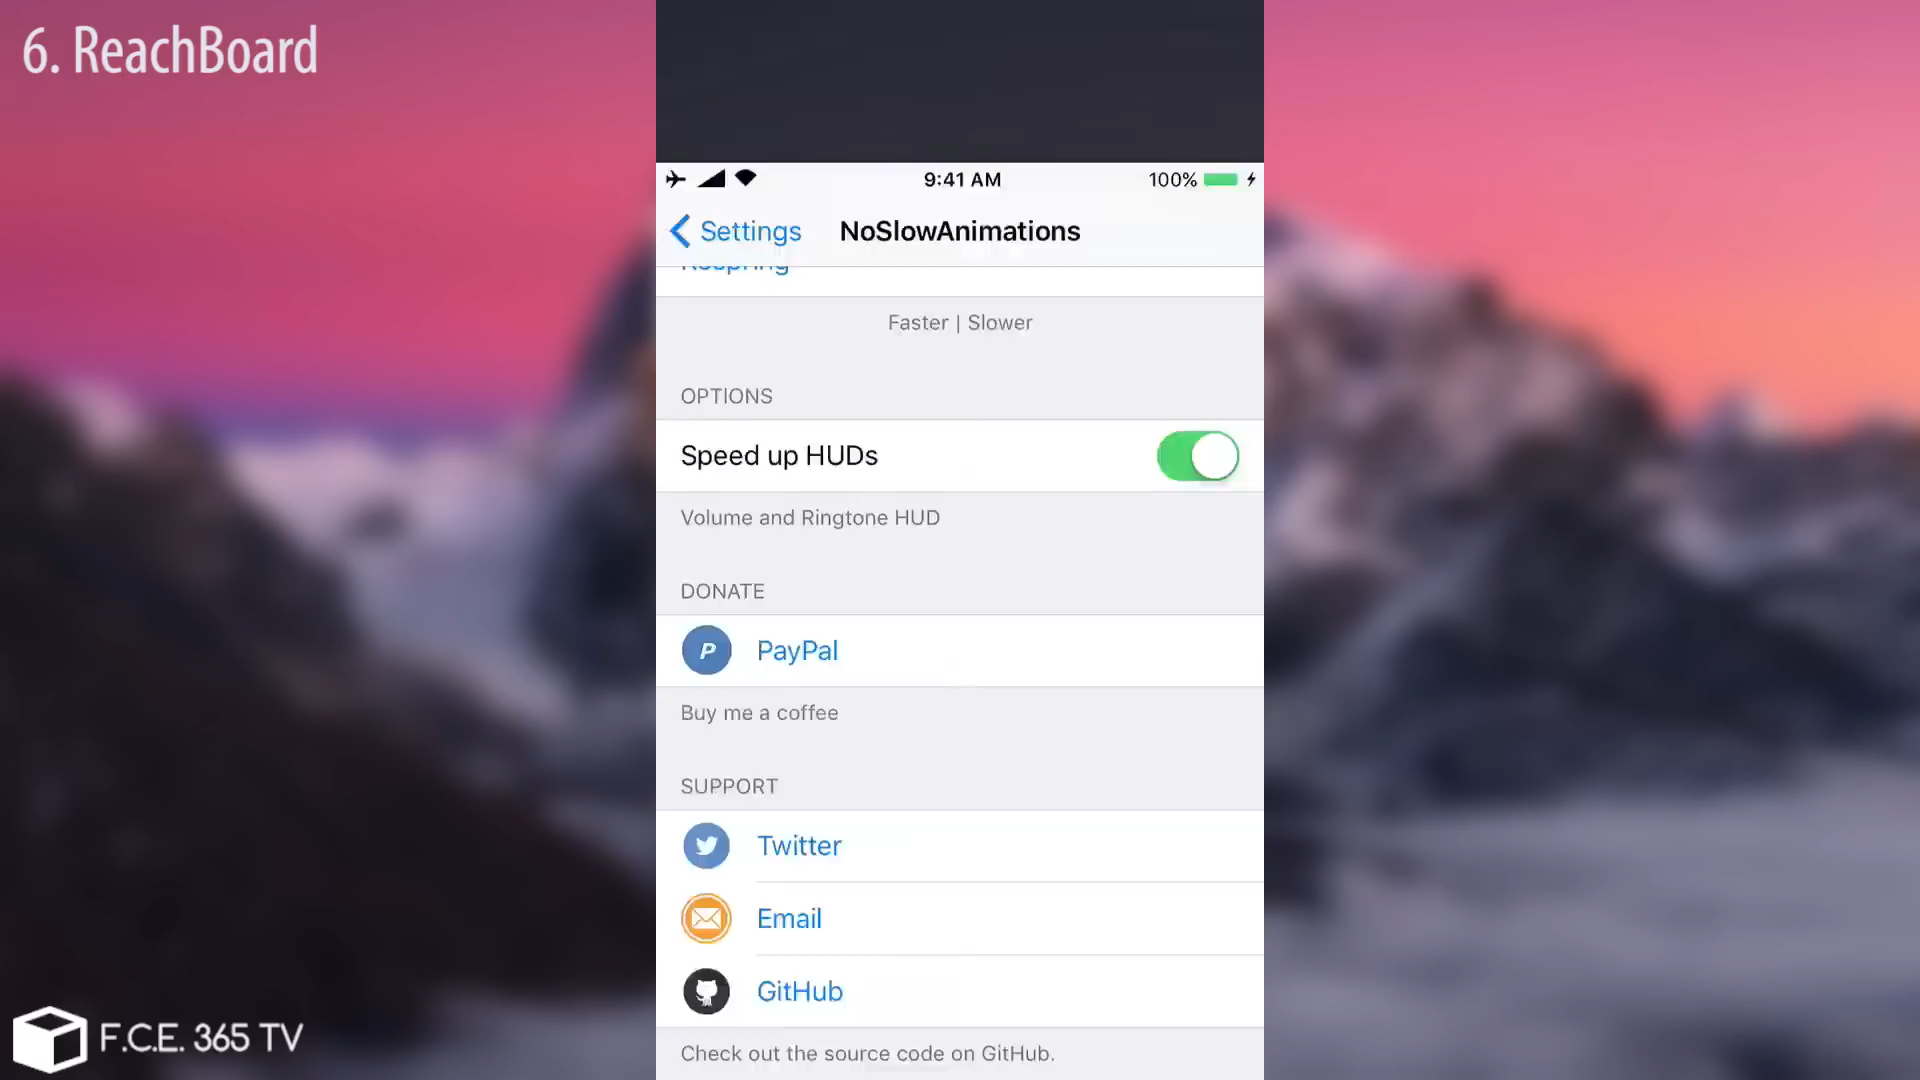 6. ReachBoard
9:41 AM
100%
Settings
NoSlowAnimations
Respring
Faster | Slower
OPTIONS
Speed up HUDs
Volume and Ringtone HUD
DONATE
P
PayPal
Buy me a coffee
SUPPORT
Twitter
Email
GitHub
Check out the source code on GitHub.
F.C.E. 365 TV